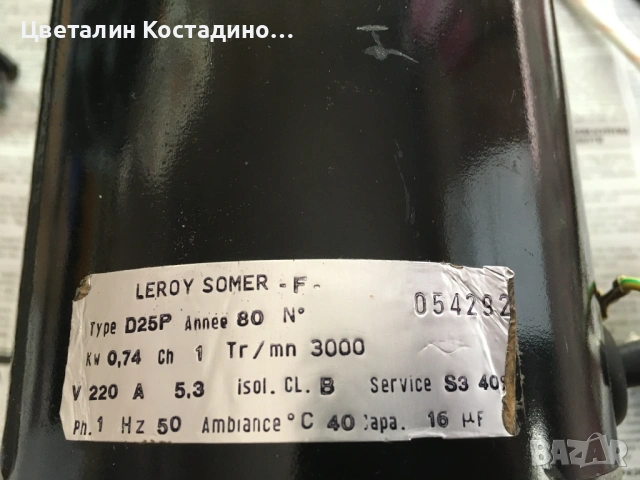 Цветалин Костадино...
LEROY SOMER - F -
Type D25P Année 80 N° 054292
Kw 0,74 Ch 1 Tr/mn 3000
V 220 A 5,3 isol. CL. B Service S3 40%
Ph. 1 Hz 50 Ambiance °C 40 Capa. 16 µF
BAZAR